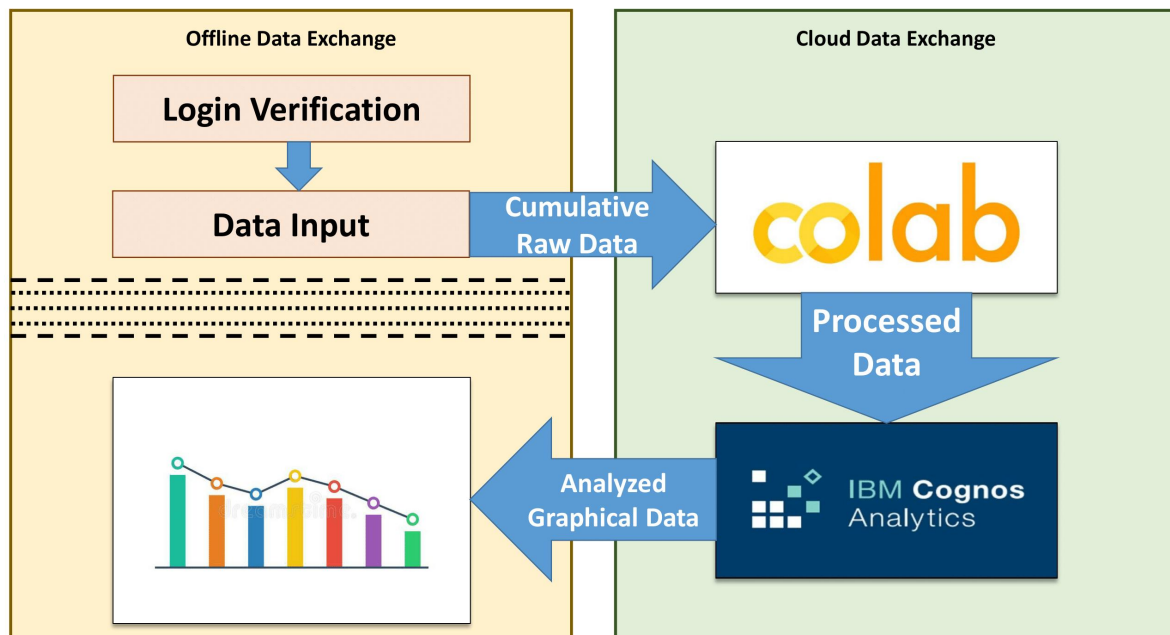 Offline Data Exchange
Cloud Data Exchange
Login Verification
Data Input
Cumulative
Raw Data
colab
Processed
Data
IBM Cognos
Analytics
Analyzed
Graphical Data
dreamstime.